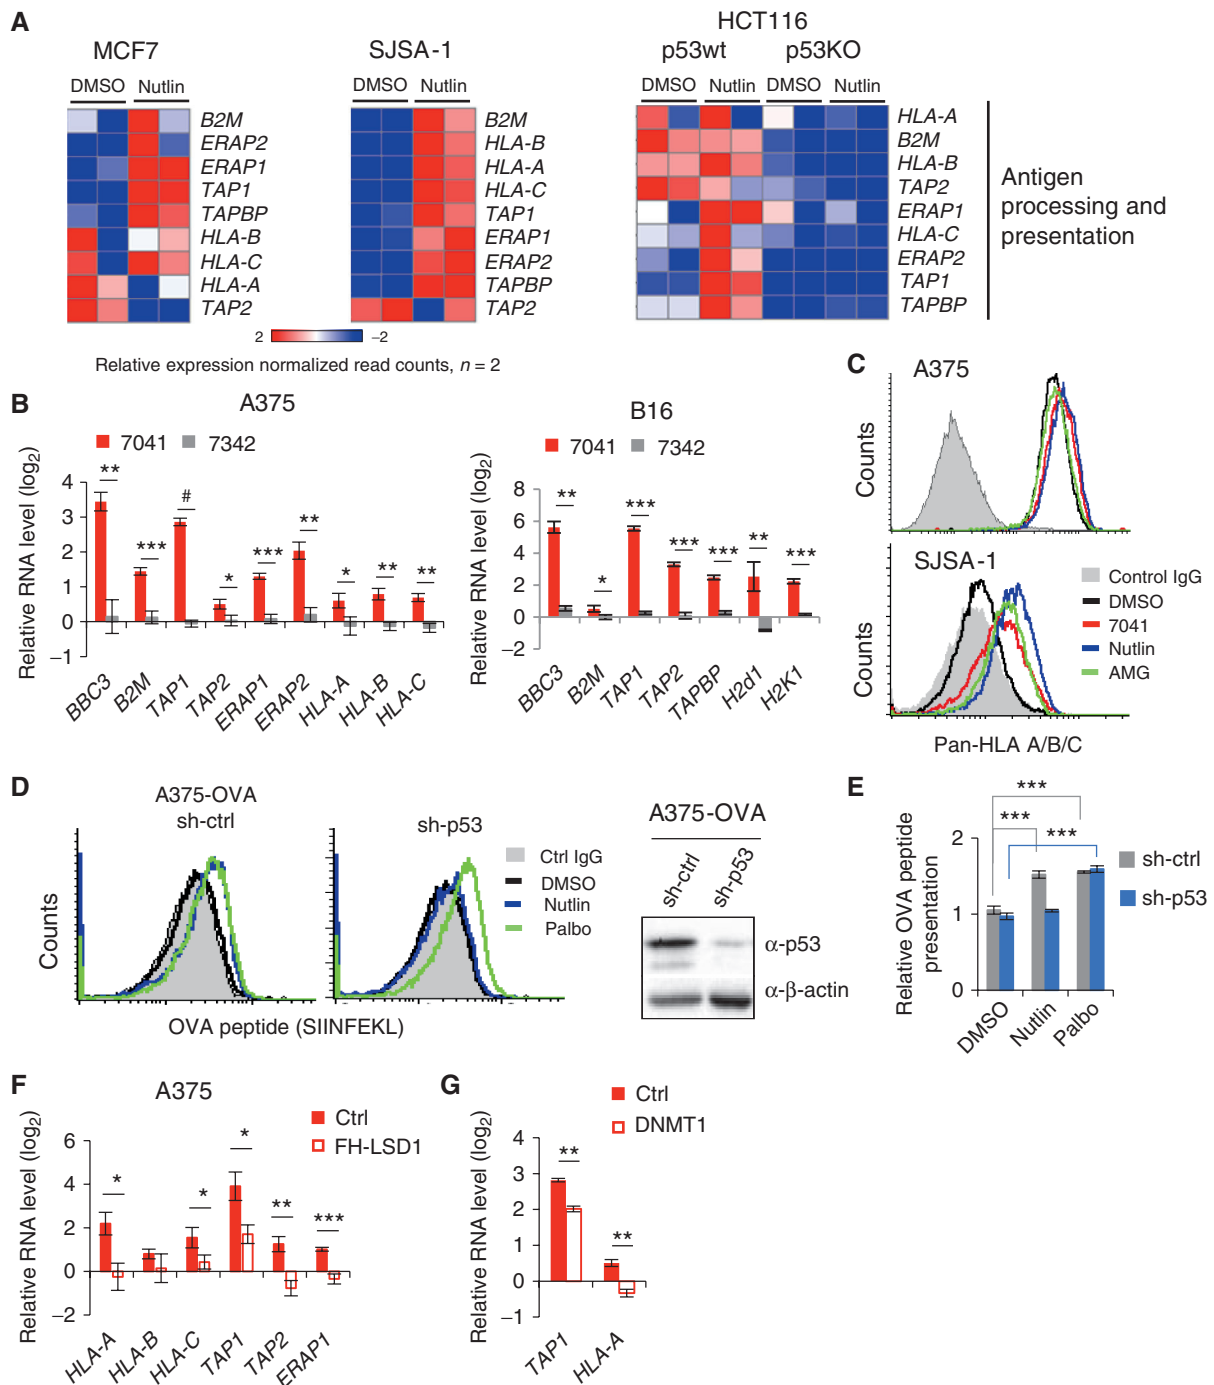 A
MCF7
DMSO Nutlin
B2M
ERAP2
ERAP1
TAP1
TAPBP
HLA-B
HLA-C
HLA-A
TAP2
SJSA-1
DMSO Nutlin
B2M
HLA-B
HLA-A
HLA-C
TAP1
ERAP1
ERAP2
TAPBP
TAP2
HCT116
p53wt p53KO
DMSO Nutlin DMSO Nutlin
HLA-A
B2M
HLA-B
TAP2
ERAP1
HLA-C
ERAP2
TAP1
TAPBP
Antigen
processing and
presentation
2 −2
Relative expression normalized read counts, n = 2
B
A375
7041 7342
Relative RNA level (log2)
4
3
2
1
0
−1
** *** # * *** ** * ** **
BBC3 B2M TAP1 TAP2 ERAP1 ERAP2 HLA-A HLA-B HLA-C
B16
7041 7342
Relative RNA level (log2)
8
6
4
2
0
−2
** * *** *** *** ** ***
BBC3 B2M TAP1 TAP2 TAPBP H2d1 H2K1
C
A375
Counts
SJSA-1
Counts
Control IgG
DMSO
7041
Nutlin
AMG
Pan-HLA A/B/C
D
A375-OVA
sh-ctrl
sh-p53
Counts
Ctrl IgG
DMSO
Nutlin
Palbo
OVA peptide (SIINFEKL)
A375-OVA
sh-ctrl sh-p53
α-p53
α-β-actin
E
Relative OVA peptide
presentation
2
1
0
***
***
***
sh-ctrl
sh-p53
DMSO Nutlin Palbo
F
A375
Ctrl
FH-LSD1
Relative RNA level (log2)
6
4
2
0
−2
* * * ** ***
HLA-A HLA-B HLA-C TAP1 TAP2 ERAP1
G
Ctrl
DNMT1
Relative RNA level (log2)
4
3
2
1
0
−1
** **
TAP1 HLA-A